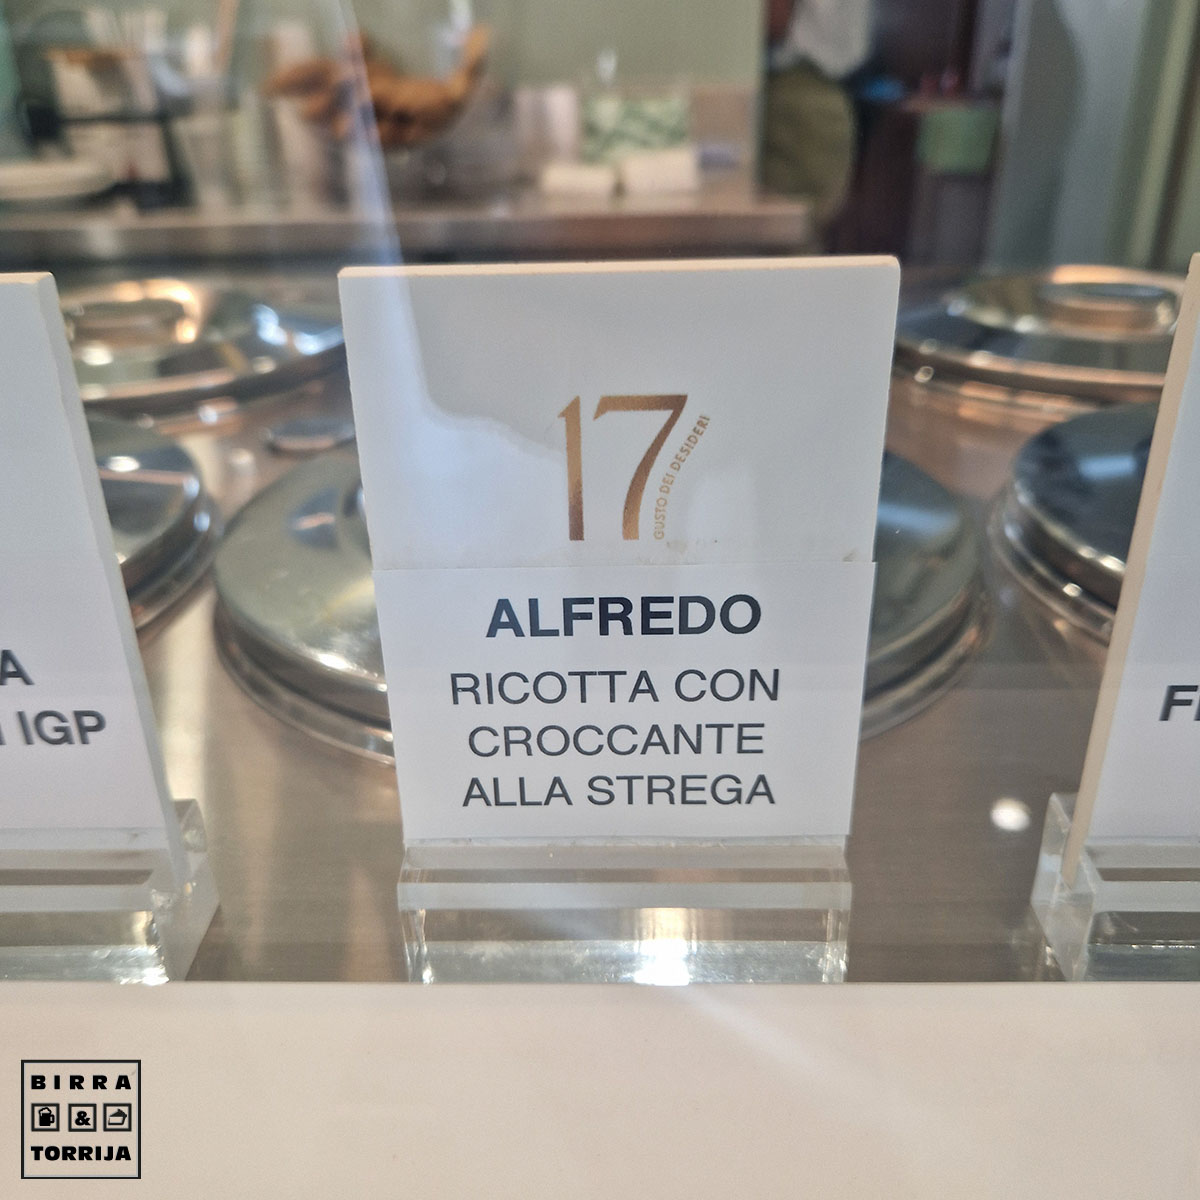 17
GUSTO DEI DESIDERI
ALFREDO
RICOTTA CON
CROCCANTE
ALLA STREGA
A
IGP
BIRRA
&
TORRIJA